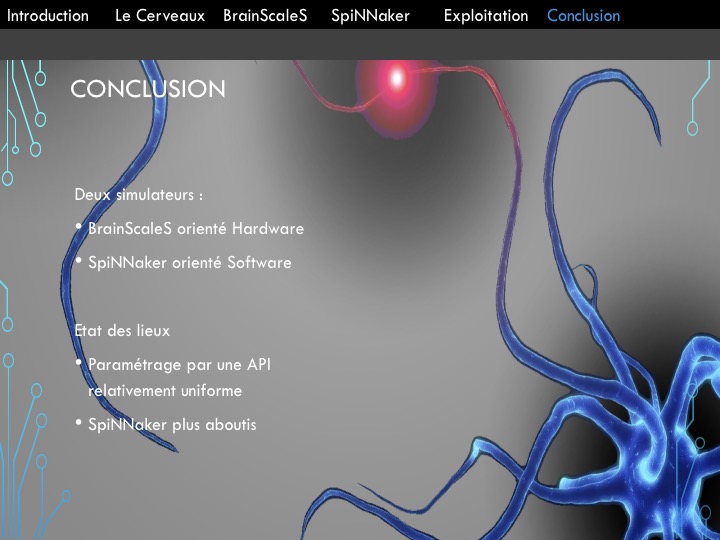 Introduction Le Cerveaux BrainScaleS SpiNNaker Exploitation Conclusion
CONCLUSION
Deux simulateurs :
• BrainScaleS orienté Hardware
• SpiNNaker orienté Software
Etat des lieux
• Paramétrage par une API
relativement uniforme
• SpiNNaker plus aboutis